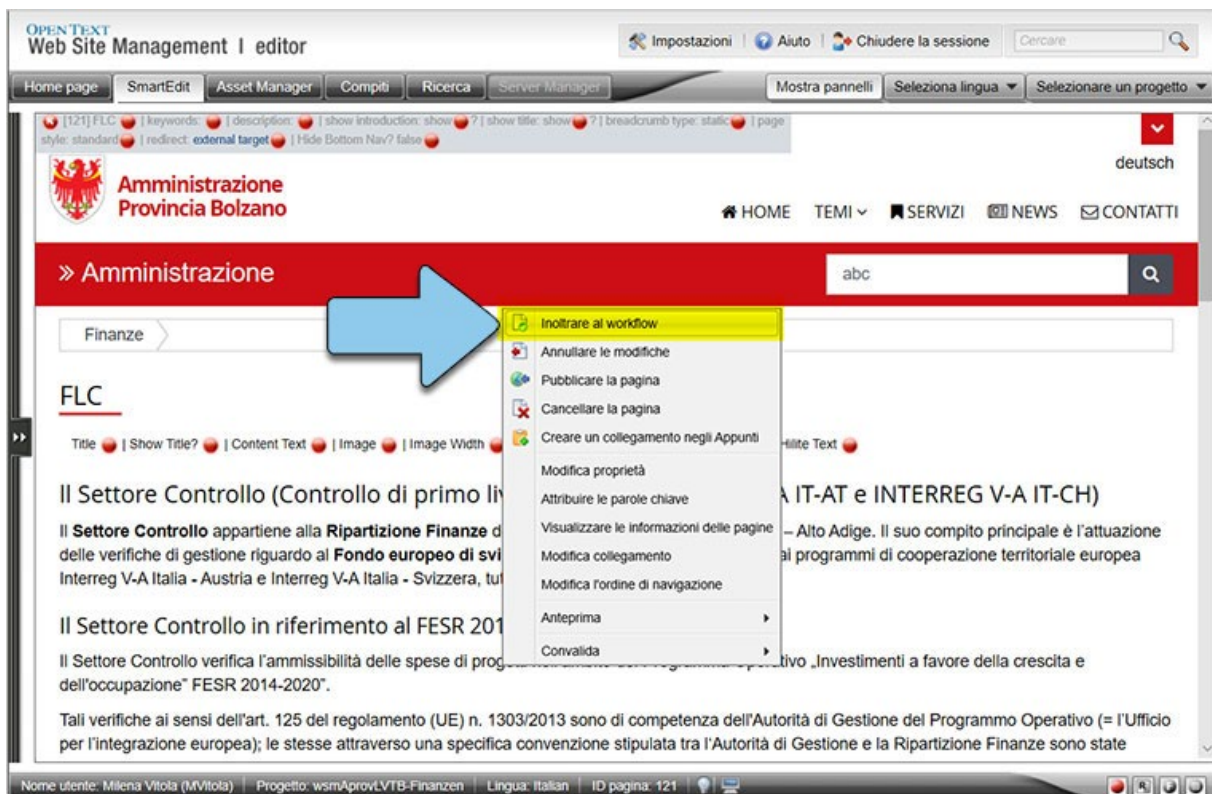 OPENTEXT
Web Site Management | editor
Impostazioni | Aiuto | Chiudere la sessione
Cercare
Home page SmartEdit Asset Manager Compiti Ricerca Server Manager
Mostra pannelli Seleziona lingua Selezionare un progetto
[121] FLC | keywords: | description: | show introduction: show ? | show title: show ? | breadcrumb type: static | page
style: standard | redirect: external target | Hide Bottom Nav? false
deutsch
Amministrazione
Provincia Bolzano
HOME TEMI SERVIZI NEWS CONTATTI
» Amministrazione
abc
Finanze
Inoltrare al workflow
Annullare le modifiche
Pubblicare la pagina
Cancellare la pagina
Creare un collegamento negli Appunti
Modifica proprietà
Attribuire le parole chiave
Visualizzare le informazioni delle pagine
Modifica collegamento
Modifica l'ordine di navigazione
Anteprima
Convalida
FLC
Title | Show Title? | Content Text | Image | Image Width Hilite Text
Il Settore Controllo (Controllo di primo li IT-AT e INTERREG V-A IT-CH)
Il Settore Controllo appartiene alla Ripartizione Finanze d – Alto Adige. Il suo compito principale è l'attuazione
delle verifiche di gestione riguardo al Fondo europeo di svi ai programmi di cooperazione territoriale europea
Interreg V-A Italia - Austria e Interreg V-A Italia - Svizzera, tut
Il Settore Controllo in riferimento al FESR 201
Il Settore Controllo verifica l'ammissibilità delle spese di „Investimenti a favore della crescita e
dell'occupazione" FESR 2014-2020".
Tali verifiche ai sensi dell'art. 125 del regolamento (UE) n. 1303/2013 sono di competenza dell'Autorità di Gestione del Programmo Operativo (= l'Ufficio
per l'integrazione europea); le stesse attraverso una specifica convenzione stipulata tra l'Autorità di Gestione e la Ripartizione Finanze sono state
Nome utente: Milena Vitola (MVitola) Progetto: wsmAprovLVTB-Finanzen Lingua: Italian ID pagina: 121